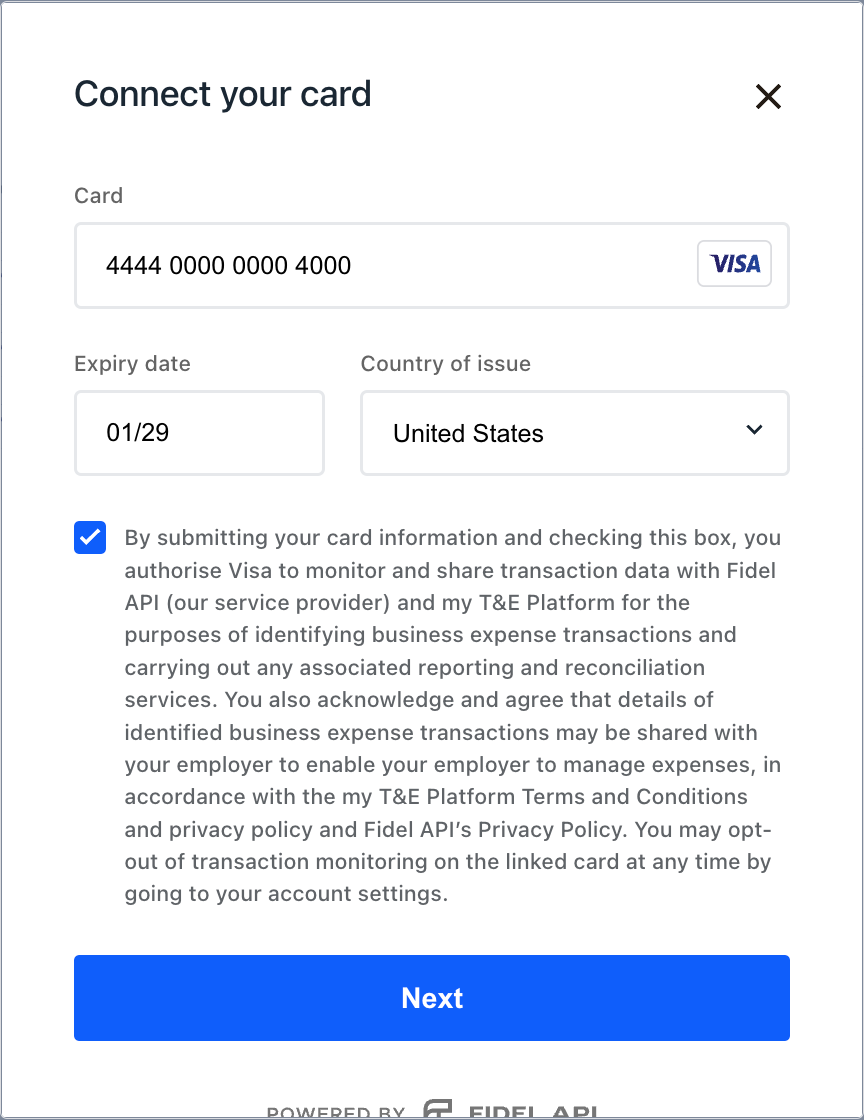 Connect your card
Card
4444 0000 0000 4000
VISA
Expiry date
Country of issue
01/29
United States
By submitting your card information and checking this box, you
authorise Visa to monitor and share transaction data with Fidel
API (our service provider) and my T&E Platform for the
purposes of identifying business expense transactions and
carrying out any associated reporting and reconciliation
services. You also acknowledge and agree that details of
identified business expense transactions may be shared with
your employer to enable your employer to manage expenses, in
accordance with the my T&E Platform Terms and Conditions
and privacy policy and Fidel API’s Privacy Policy. You may opt-
out of transaction monitoring on the linked card at any time by
going to your account settings.
Next
POWERED BY FIDEL API